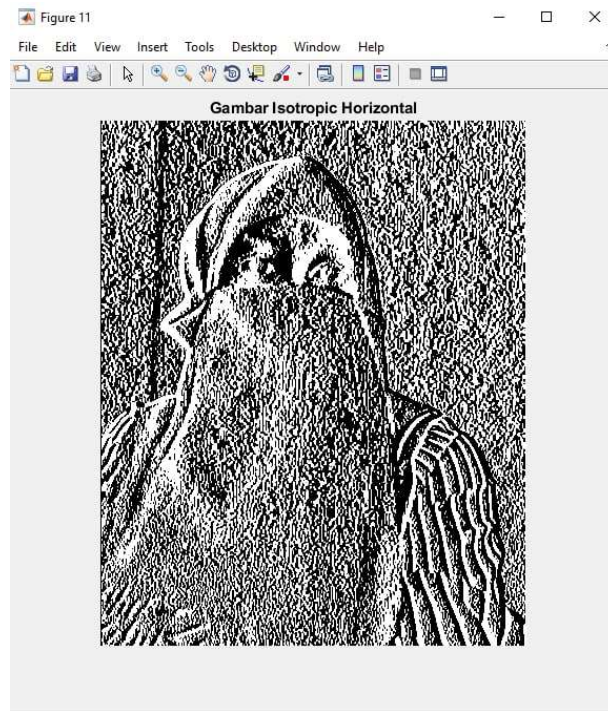 Figure 11
File Edit View Insert Tools Desktop Window Help
Gambar Isotropic Horizontal